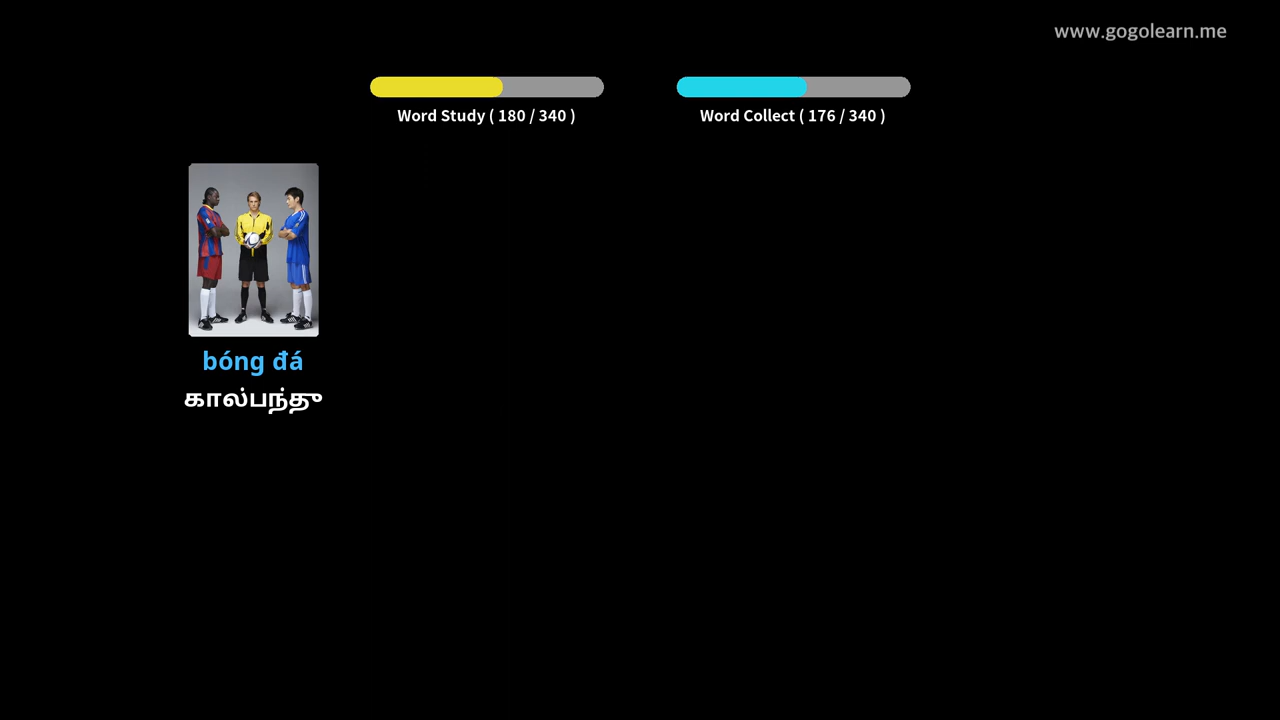 www.gogolearn.me
Word Study ( 180 / 340 )
Word Collect ( 176 / 340 )
bóng đá
கால்பந்து